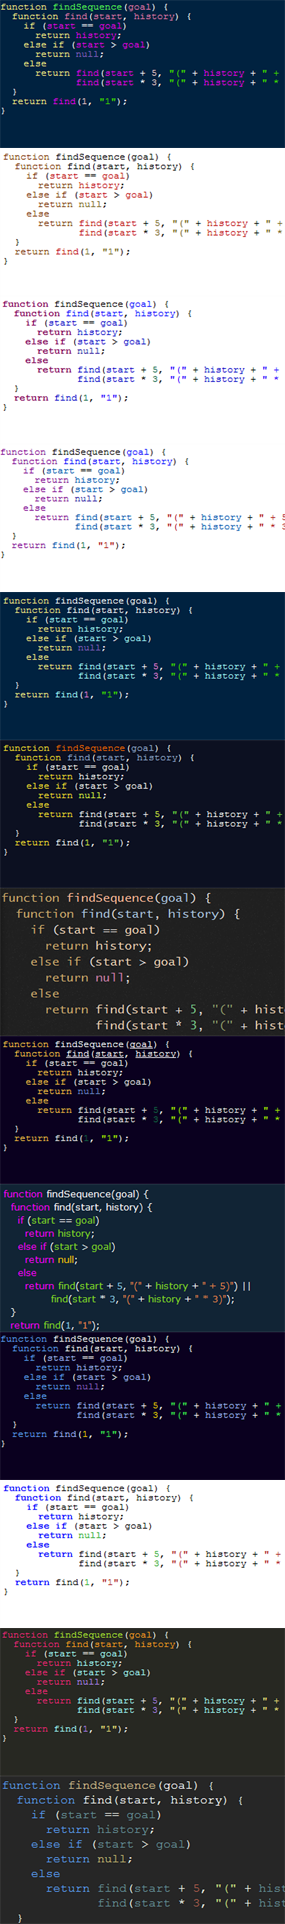 function findSequence(goal) {
function find(start, history) {
if (start == goal)
return history;
else if (start > goal)
return null;
else
return find(start + 5, "(" + history + " +
find(start * 3, "(" + history + " *
}
return find(1, "1");
}
function findSequence(goal) {
function find(start, history) {
if (start == goal)
return history;
else if (start > goal)
return null;
else
return find(start + 5, "(" + history + " +
find(start * 3, "(" + history + " *
}
return find(1, "1");
}
function findSequence(goal) {
function find(start, history) {
if (start == goal)
return history;
else if (start > goal)
return null;
else
return find(start + 5, "(" + history + " +
find(start * 3, "(" + history + " *
}
return find(1, "1");
}
function findSequence(goal) {
function find(start, history) {
if (start == goal)
return history;
else if (start > goal)
return null;
else
return find(start + 5, "(" + history + " + 5
find(start * 3, "(" + history + " * 3
}
return find(1, "1");
}
function findSequence(goal) {
function find(start, history) {
if (start == goal)
return history;
else if (start > goal)
return null;
else
return find(start + 5, "(" + history + " +
find(start * 3, "(" + history + " *
}
return find(1, "1");
}
function findSequence(goal) {
function find(start, history) {
if (start == goal)
return history;
else if (start > goal)
return null;
else
return find(start + 5, "(" + history + " +
find(start * 3, "(" + history + " *
}
return find(1, "1");
}
function findSequence(goal) {
function find(start, history) {
if (start == goal)
return history;
else if (start > goal)
return null;
else
return find(start + 5, "(" + hist
find(start * 3, "(" + hist
function findSequence(goal) {
function find(start, history) {
if (start == goal)
return history;
else if (start > goal)
return null;
else
return find(start + 5, "(" + history + " +
find(start * 3, "(" + history + " *
}
return find(1, "1");
}
function findSequence(goal) {
function find(start, history) {
if (start == goal)
return history;
else if (start > goal)
return null;
else
return find(start + 5, "(" + history + " + 5)") ||
find(start * 3, "(" + history + " * 3)");
}
return find(1, "1");
function findSequence(goal) {
function find(start, history) {
if (start == goal)
return history;
else if (start > goal)
return null;
else
return find(start + 5, "(" + history + " +
find(start * 3, "(" + history + " *
}
return find(1, "1");
}
function findSequence(goal) {
function find(start, history) {
if (start == goal)
return history;
else if (start > goal)
return null;
else
return find(start + 5, "(" + history + " +
find(start * 3, "(" + history + " *
}
return find(1, "1");
}
function findSequence(goal) {
function find(start, history) {
if (start == goal)
return history;
else if (start > goal)
return null;
else
return find(start + 5, "(" + history + " +
find(start * 3, "(" + history + " *
}
return find(1, "1");
}
function findSequence(goal) {
function find(start, history) {
if (start == goal)
return history;
else if (start > goal)
return null;
else
return find(start + 5, "(" + hist
find(start * 3, "(" + hist
}